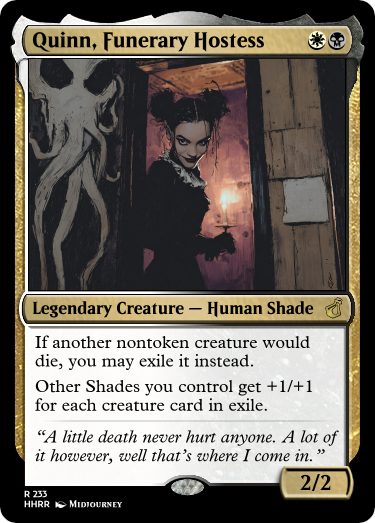 Quinn, Funerary Hostess
Legendary Creature — Human Shade
If another nontoken creature would
die, you may exile it instead.
Other Shades you control get +1/+1
for each creature card in exile.
“A little death never hurt anyone. A lot of
it however, well that’s where I come in.”
2/2
R 233
HHRR Midjourney